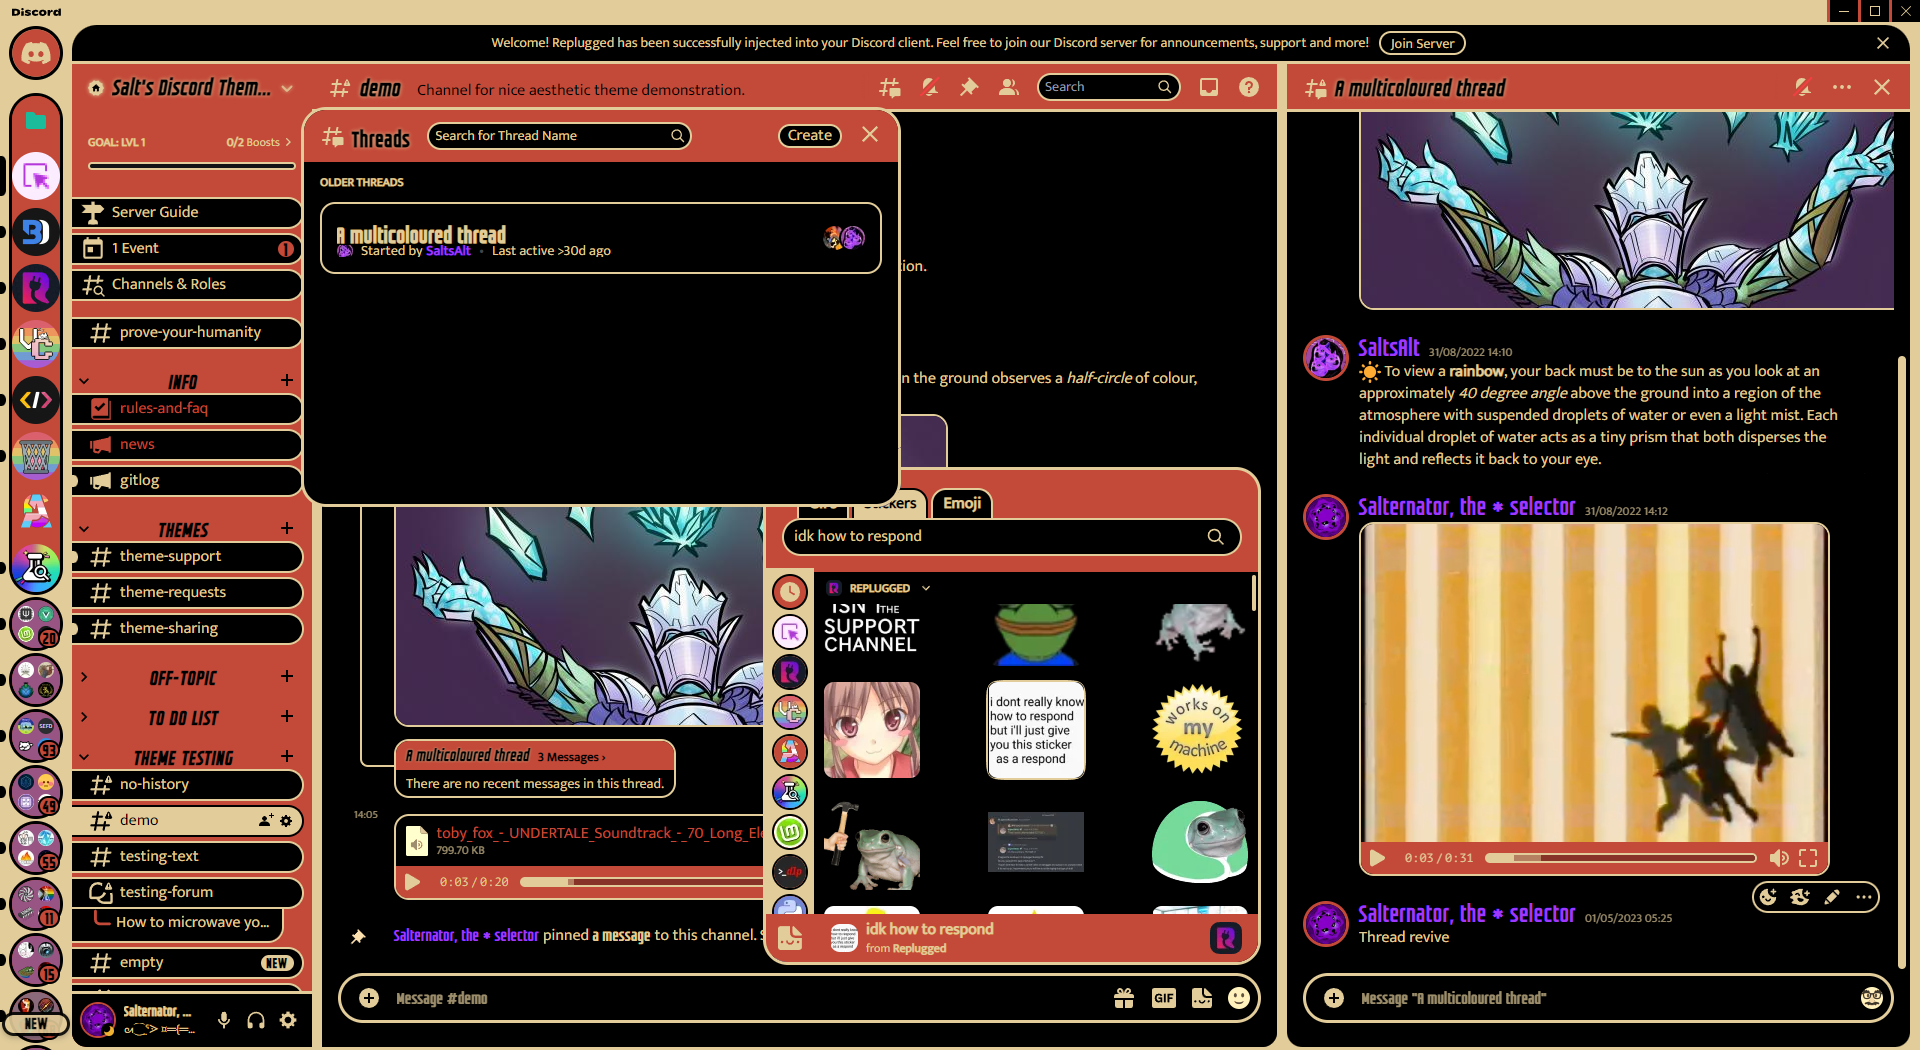 Discord
Welcome! Replugged has been successfully injected into your Discord client. Feel free to join our Discord server for announcements, support and more!
Join Server
Salt's Discord Them...
GOAL: LVL 1
0/2 Boosts
Server Guide
1 Event
1
Channels & Roles
prove-your-humanity
INFO
rules-and-faq
news
gitlog
THEMES
theme-support
theme-requests
theme-sharing
OFF-TOPIC
TO DO LIST
THEME TESTING
no-history
demo
testing-text
testing-forum
How to microwave yo...
empty
NEW
20
93
49
55
11
15
NEW
Salternator, ...
demo
Channel for nice aesthetic theme demonstration.
Search
Threads
Search for Thread Name
Create
OLDER THREADS
A multicoloured thread
Started by SaltsAlt • Last active >30d ago
tion.
n the ground observes a half-circle of colour,
A multicoloured thread
3 Messages ›
There are no recent messages in this thread.
14:05
toby_fox_-_UNDERTALE_Soundtrack_-_70_Long_El
799.70 KB
0:03/0:20
Salternator, the * selector pinned a message to this channel.
Message #demo
GIF
Stickers
Emoji
idk how to respond
REPLUGGED
ISN'T THE
SUPPORT
CHANNEL
i dont really know
how to respond
but i'll just give
you this sticker
as a respond
works on
my
machine
idk how to respond
from Replugged
A multicoloured thread
SaltsAlt 31/08/2022 14:10
To view a rainbow, your back must be to the sun as you look at an
approximately 40 degree angle above the ground into a region of the
atmosphere with suspended droplets of water or even a light mist. Each
individual droplet of water acts as a tiny prism that both disperses the
light and reflects it back to your eye.
Salternator, the * selector 31/08/2022 14:12
0:03/0:31
Salternator, the * selector 01/05/2023 05:25
Thread revive
Message "A multicoloured thread"